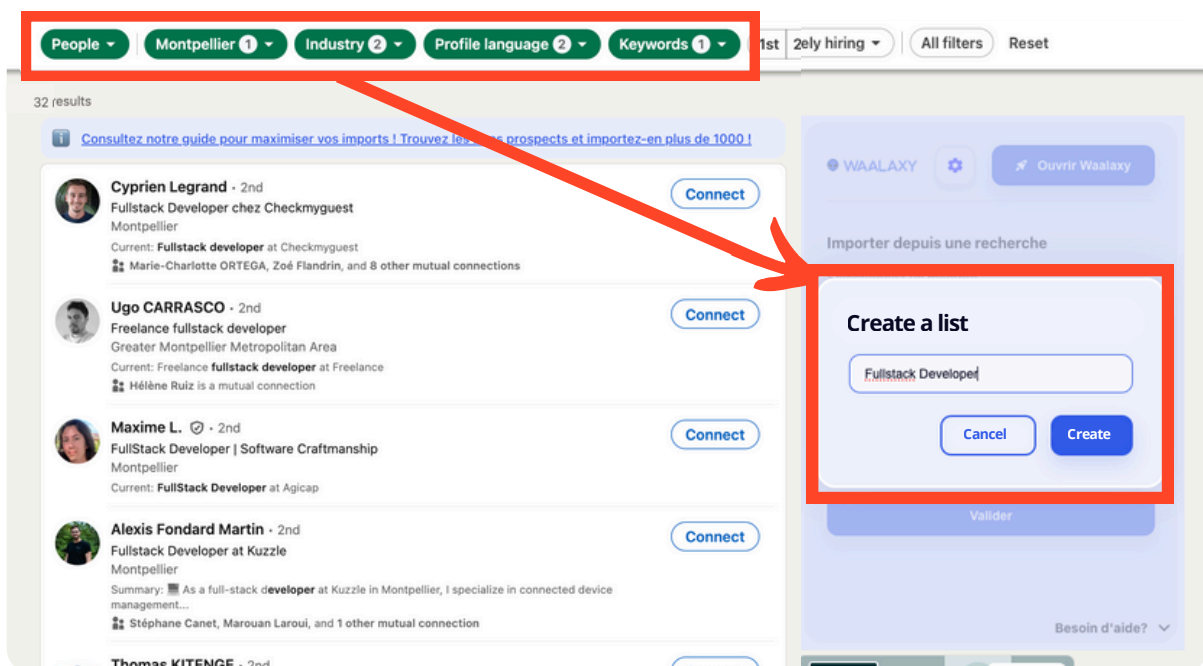 People
Montpellier 1
Industry 2
Profile language 2
Keywords 1
1st
2ely hiring
All filters
Reset
32 results
Consultez notre guide pour maximiser vos imports ! Trouvez les prospects et importez-en plus de 1000 !
Cyprien Legrand · 2nd
Connect
Fullstack Developer chez Checkmyguest
Montpellier
Current: Fullstack developer at Checkmyguest
Marie-Charlotte ORTEGA, Zoé Flandrin, and 8 other mutual connections
Ugo CARRASCO · 2nd
Connect
Freelance fullstack developer
Greater Montpellier Metropolitan Area
Current: Freelance fullstack developer at Freelance
Hélène Ruiz is a mutual connection
Maxime L. · 2nd
Connect
FullStack Developer | Software Craftmanship
Montpellier
Current: FullStack Developer at Agicap
Alexis Fondard Martin · 2nd
Connect
Fullstack Developer at Kuzzle
Montpellier
Summary: As a full-stack developer at Kuzzle in Montpellier, I specialize in connected device
management...
Stéphane Canet, Marouan Laroui, and 1 other mutual connection
Thomas KITENGE · 2nd
WAALAXY
Ouvrir Waalaxy
Importer depuis une recherche
Create a list
Fullstack Developer
Cancel
Create
Valider
Besoin d'aide?